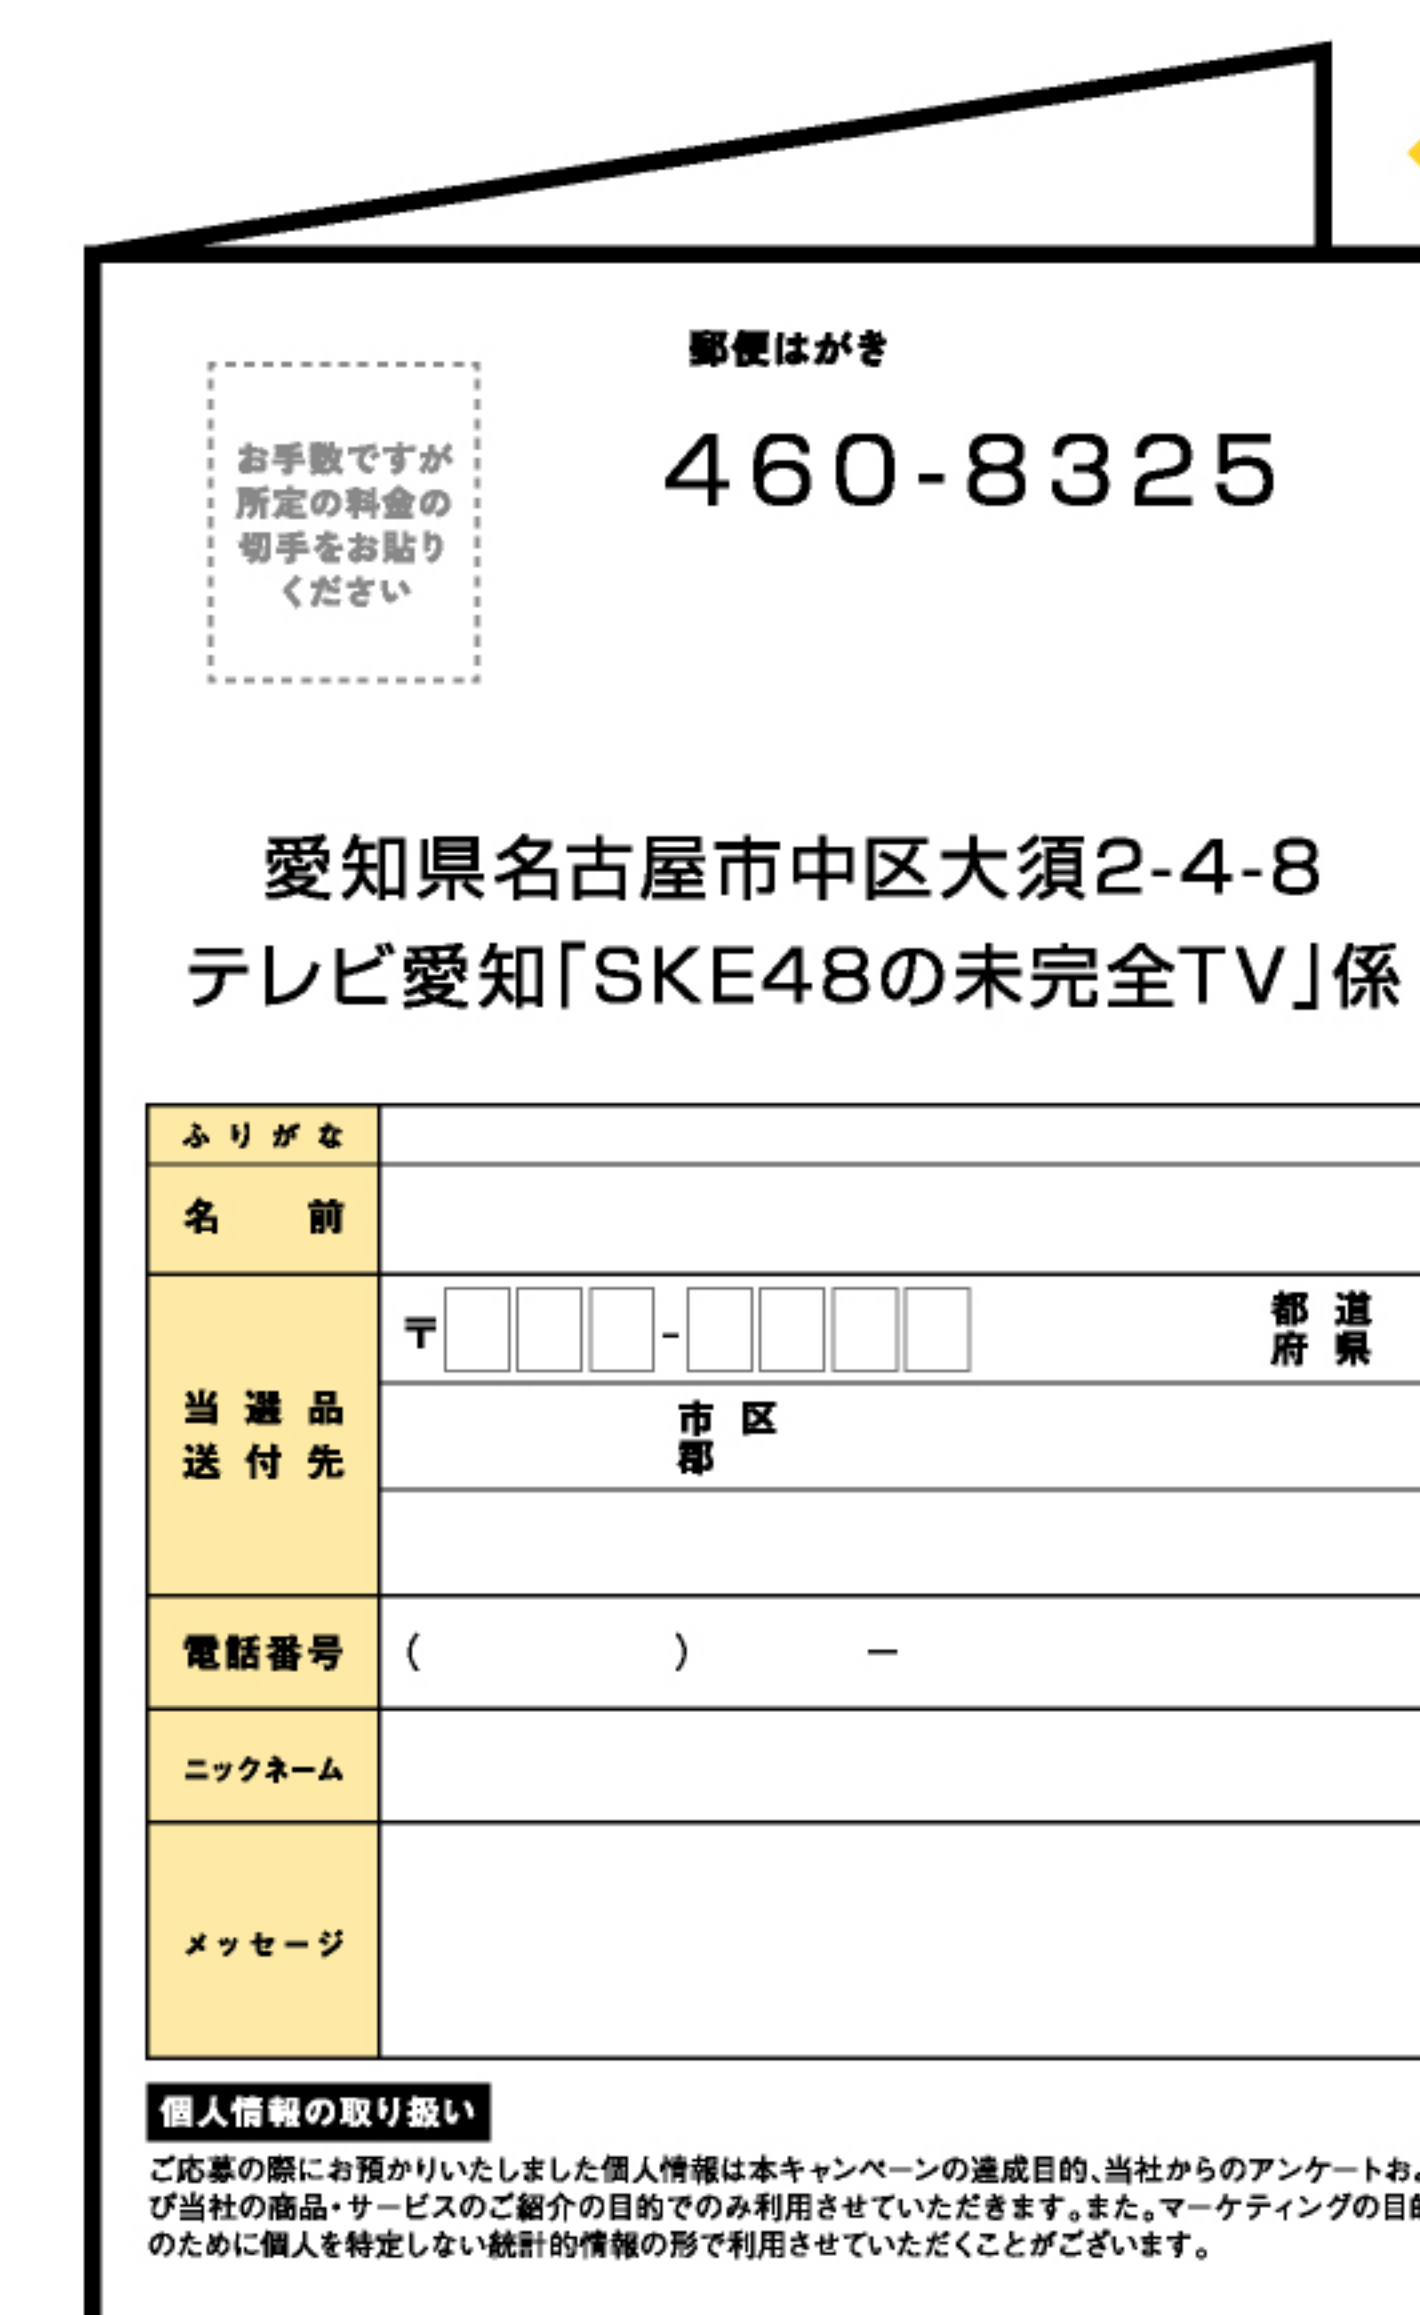 郵便はがき
お手数ですが
所定の料金の
切手をお貼り
ください
460-8325
愛知県名古屋市中区大須2-4-8
テレビ愛知「SKE48の未完全TV」係
ふりがな
名前
〒 - 都道
府県
当選品
送付先
市区
郡
電話番号 ( ) −
ニックネーム
メッセージ
個人情報の取り扱い
ご応募の際にお預かりいたしました個人情報は本キャンペーンの達成目的、当社からのアンケートおよ
び当社の商品・サービスのご紹介の目的でのみ利用させていただきます。また。マーケティングの目的
のために個人を特定しない統計的情報の形で利用させていただくことがございます。